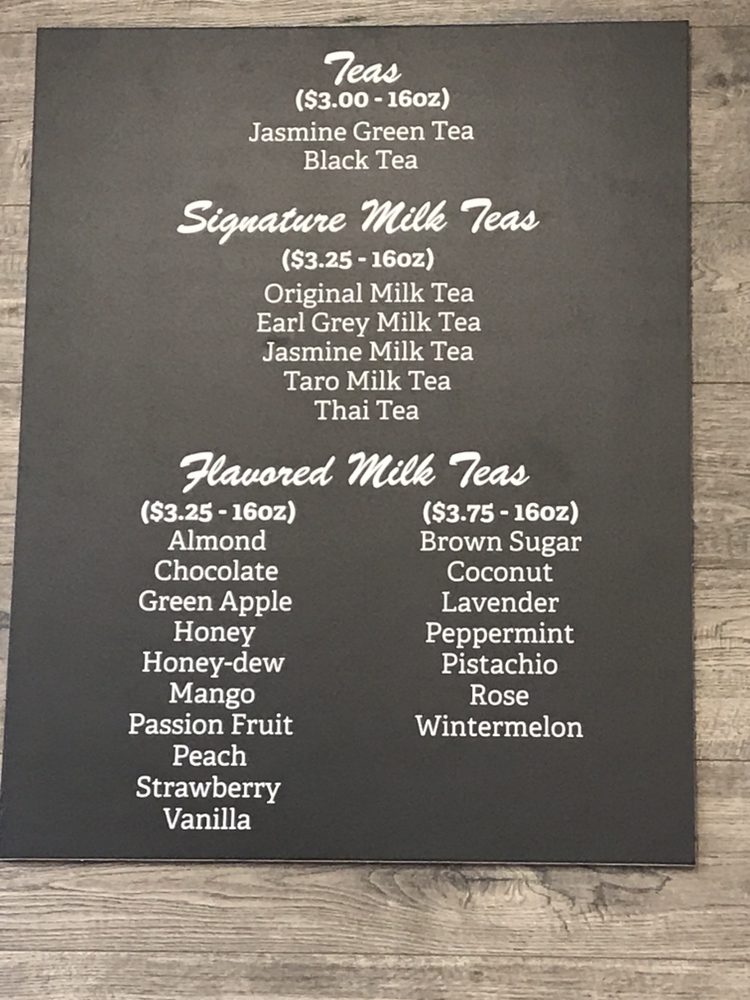 Teas
($3.00 - 16oz)
Jasmine Green Tea
Black Tea
Signature Milk Teas
($3.25 - 16oz)
Original Milk Tea
Earl Grey Milk Tea
Jasmine Milk Tea
Taro Milk Tea
Thai Tea
Flavored Milk Teas
($3.25 - 16oz)
Almond
Chocolate
Green Apple
Honey
Honey-dew
Mango
Passion Fruit
Peach
Strawberry
Vanilla
($3.75 - 16oz)
Brown Sugar
Coconut
Lavender
Peppermint
Pistachio
Rose
Wintermelon